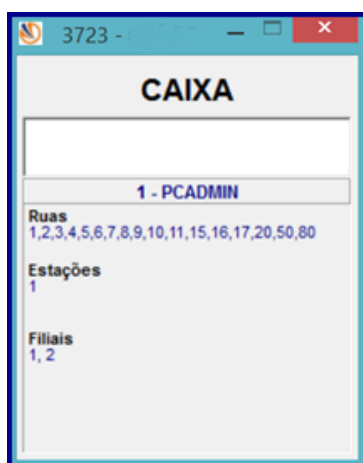 3723 -
CAIXA
1 - PCADMIN
Ruas
1,2,3,4,5,6,7,8,9,10,11,15,16,17,20,50,80
Estações
1
Filiais
1, 2